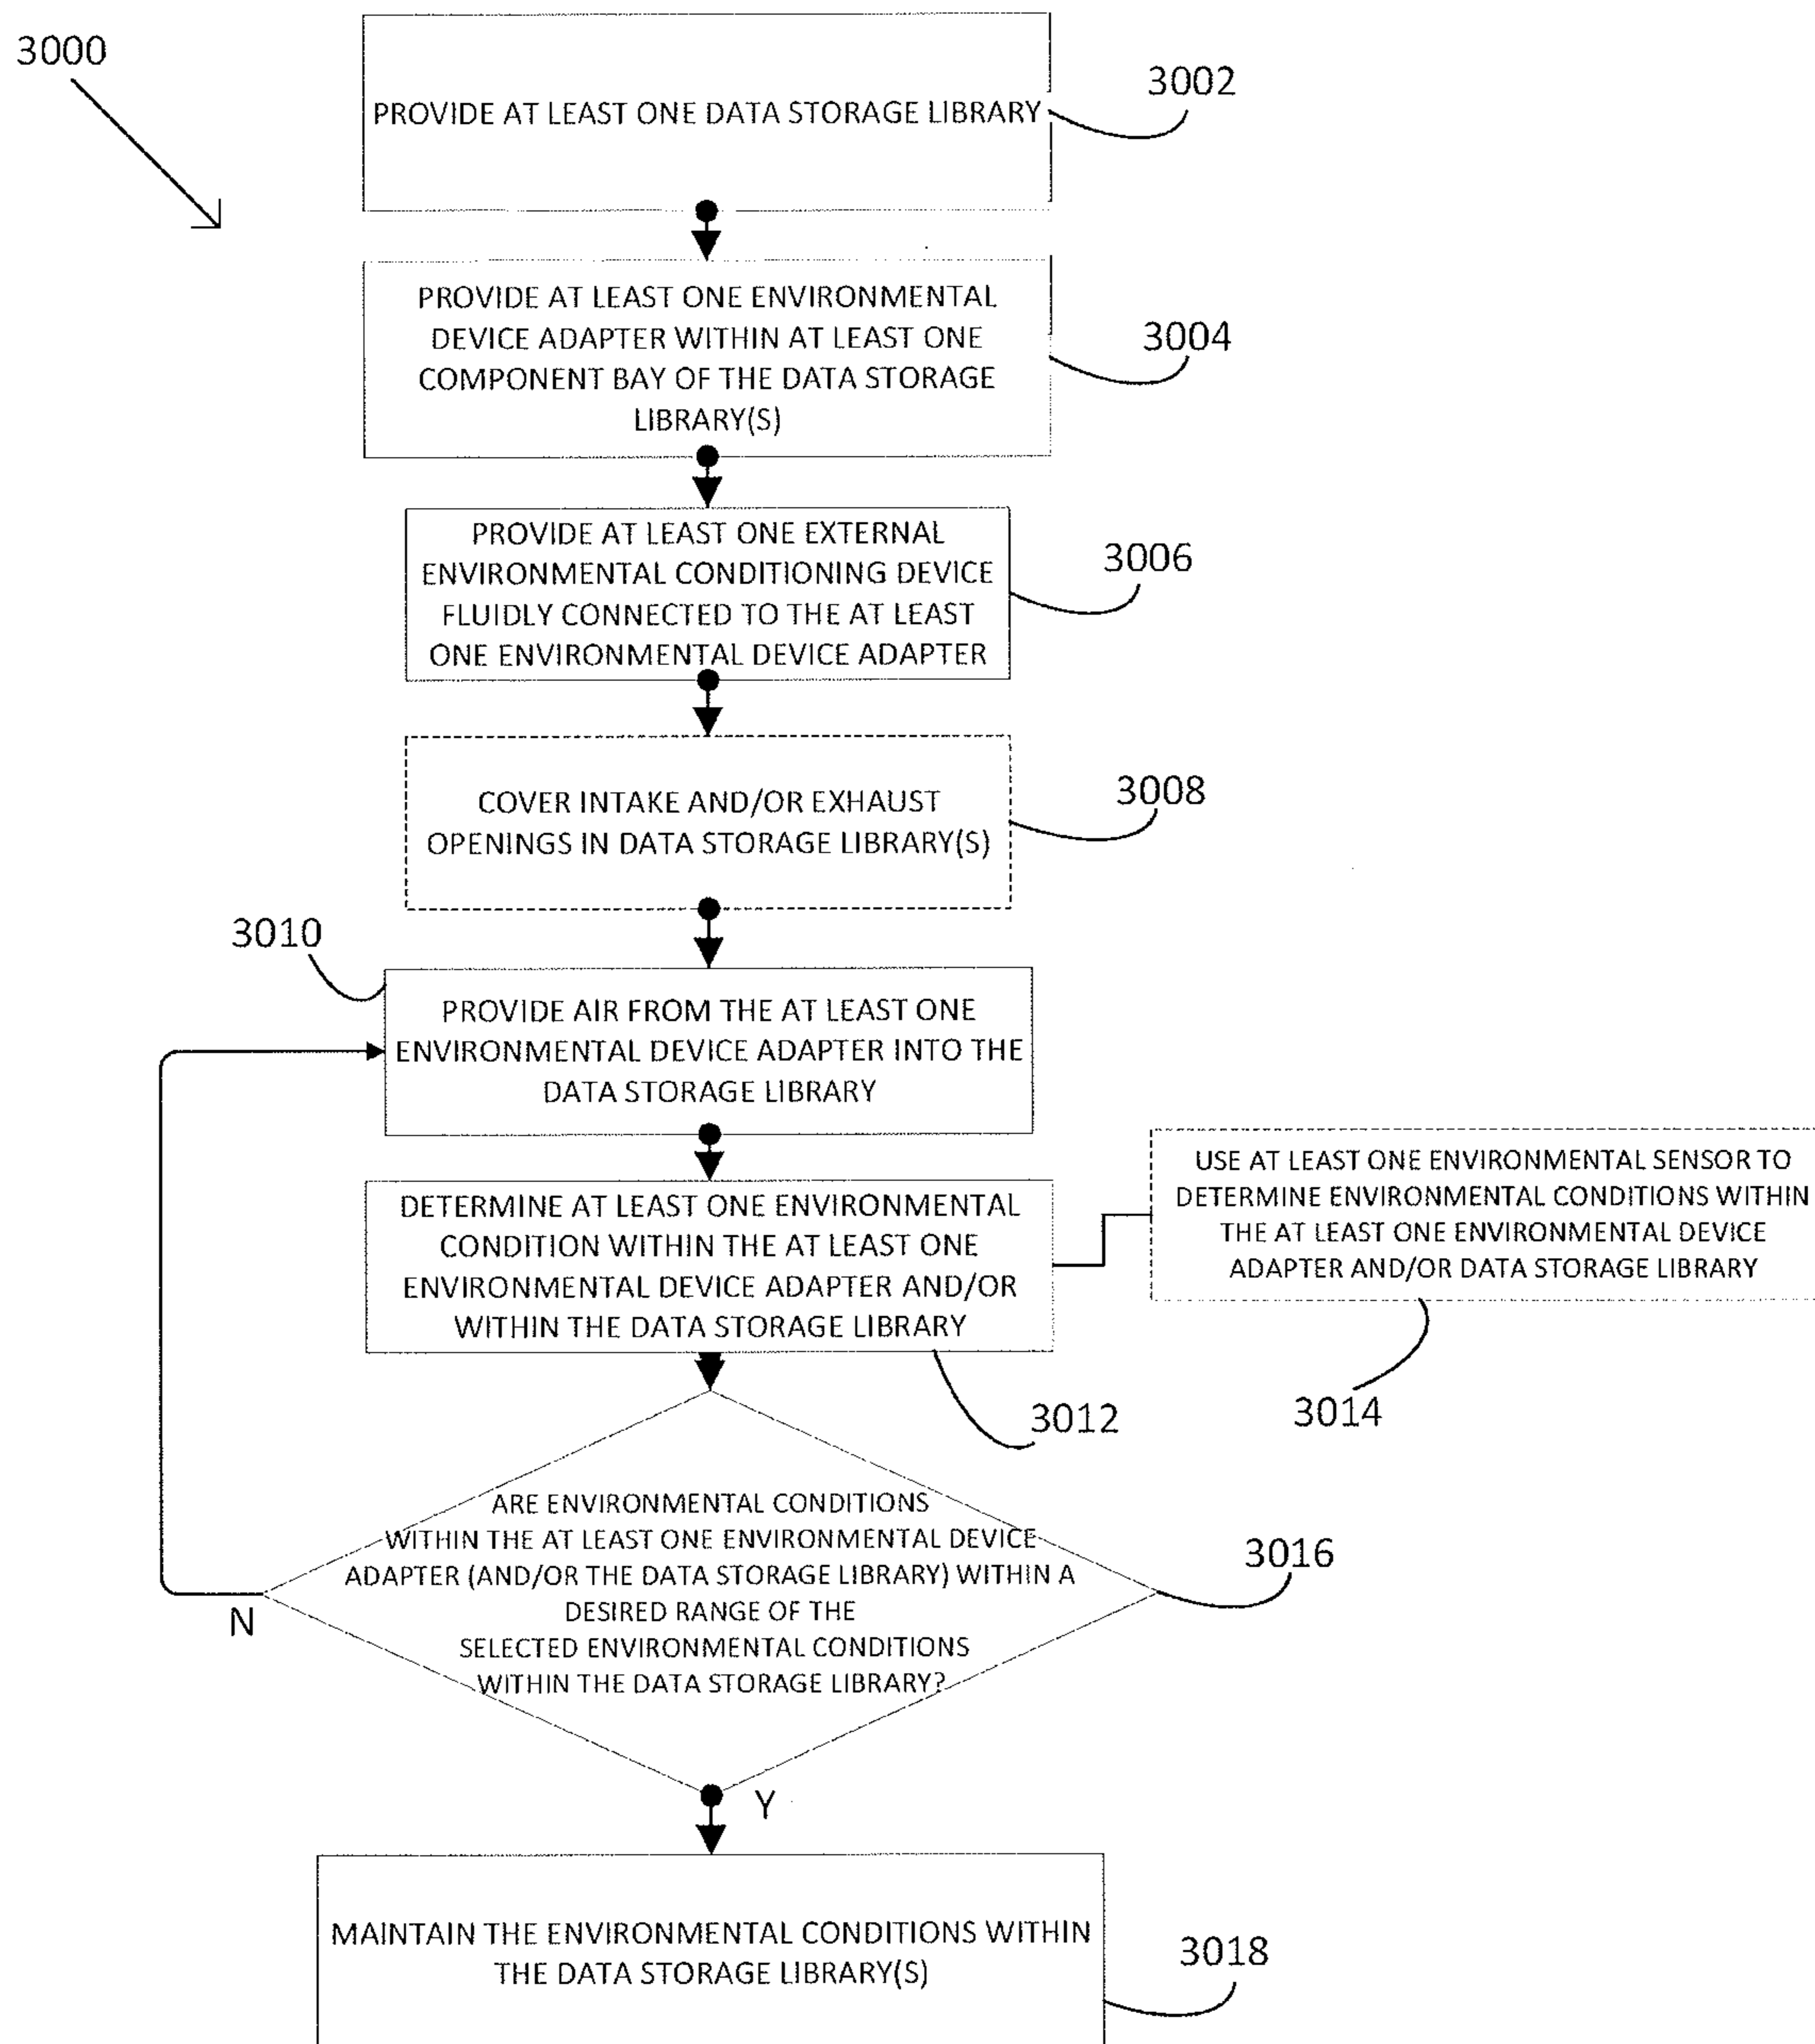 3000
PROVIDE AT LEAST ONE DATA STORAGE LIBRARY
3002
PROVIDE AT LEAST ONE ENVIRONMENTAL
DEVICE ADAPTER WITHIN AT LEAST ONE
COMPONENT BAY OF THE DATA STORAGE
LIBRARY(S)
3004
PROVIDE AT LEAST ONE EXTERNAL
ENVIRONMENTAL CONDITIONING DEVICE
FLUIDLY CONNECTED TO THE AT LEAST
ONE ENVIRONMENTAL DEVICE ADAPTER
3006
COVER INTAKE AND/OR EXHAUST
OPENINGS IN DATA STORAGE LIBRARY(S)
3008
3010
PROVIDE AIR FROM THE AT LEAST ONE
ENVIRONMENTAL DEVICE ADAPTER INTO THE
DATA STORAGE LIBRARY
DETERMINE AT LEAST ONE ENVIRONMENTAL
CONDITION WITHIN THE AT LEAST ONE
ENVIRONMENTAL DEVICE ADAPTER AND/OR
WITHIN THE DATA STORAGE LIBRARY
3012
USE AT LEAST ONE ENVIRONMENTAL SENSOR TO
DETERMINE ENVIRONMENTAL CONDITIONS WITHIN
THE AT LEAST ONE ENVIRONMENTAL DEVICE
ADAPTER AND/OR DATA STORAGE LIBRARY
3014
ARE ENVIRONMENTAL CONDITIONS
WITHIN THE AT LEAST ONE ENVIRONMENTAL DEVICE
ADAPTER (AND/OR THE DATA STORAGE LIBRARY) WITHIN A
DESIRED RANGE OF THE
SELECTED ENVIRONMENTAL CONDITIONS
WITHIN THE DATA STORAGE LIBRARY?
3016
N
Y
MAINTAIN THE ENVIRONMENTAL CONDITIONS WITHIN
THE DATA STORAGE LIBRARY(S)
3018